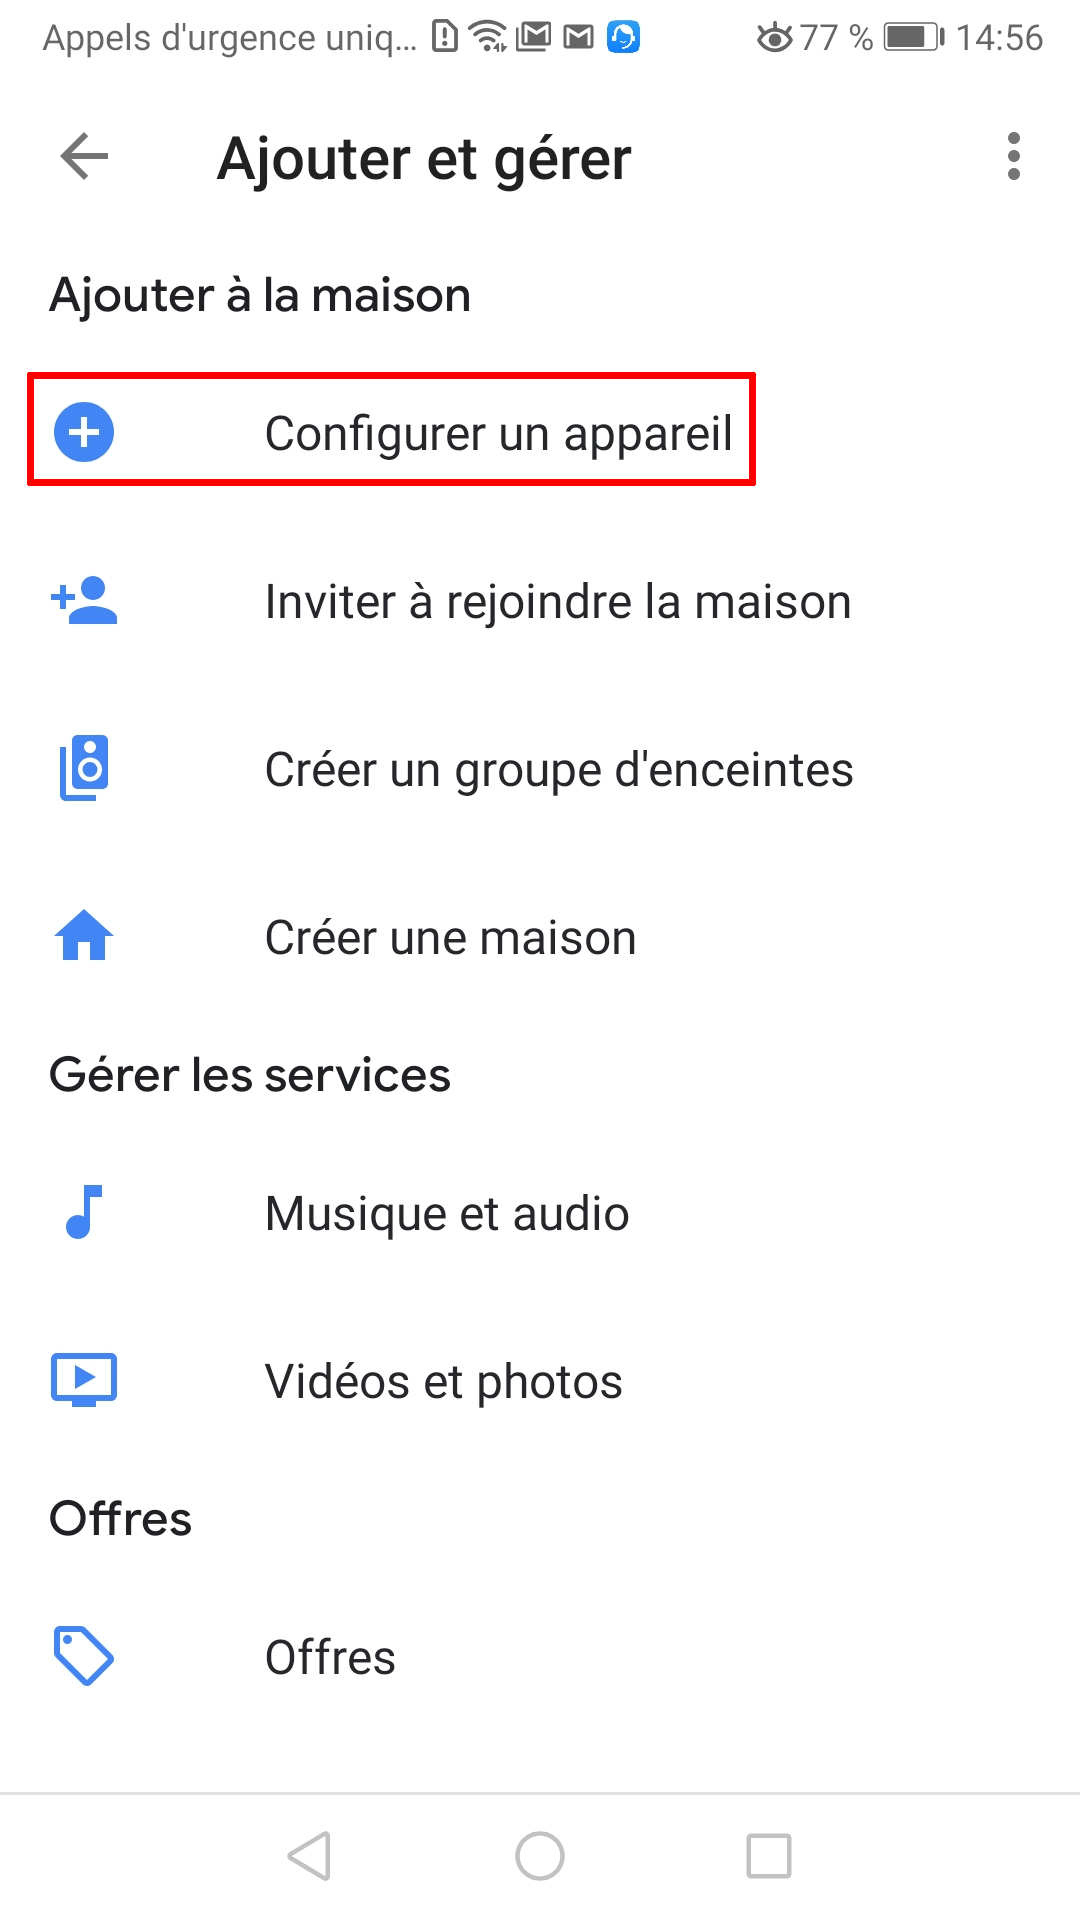 Appels d'urgence uniq... 77 % 14:56
Ajouter et gérer
Ajouter à la maison
Configurer un appareil
Inviter à rejoindre la maison
Créer un groupe d'enceintes
Créer une maison
Gérer les services
Musique et audio
Vidéos et photos
Offres
Offres